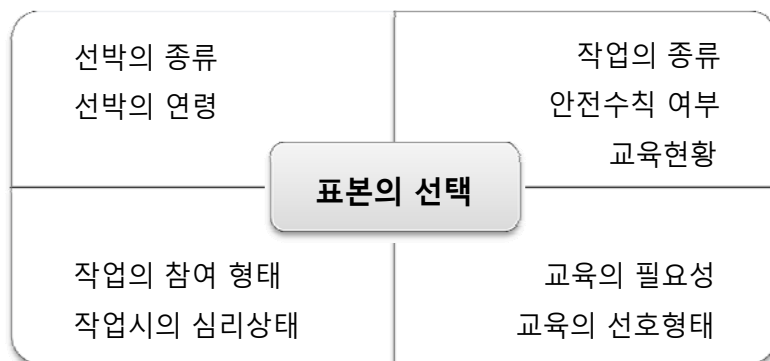 선박의 종류
선박의 연령
작업의 종류
안전수칙 여부
교육현황
표본의 선택
작업의 참여 형태
작업시의 심리상태
교육의 필요성
교육의 선호형태